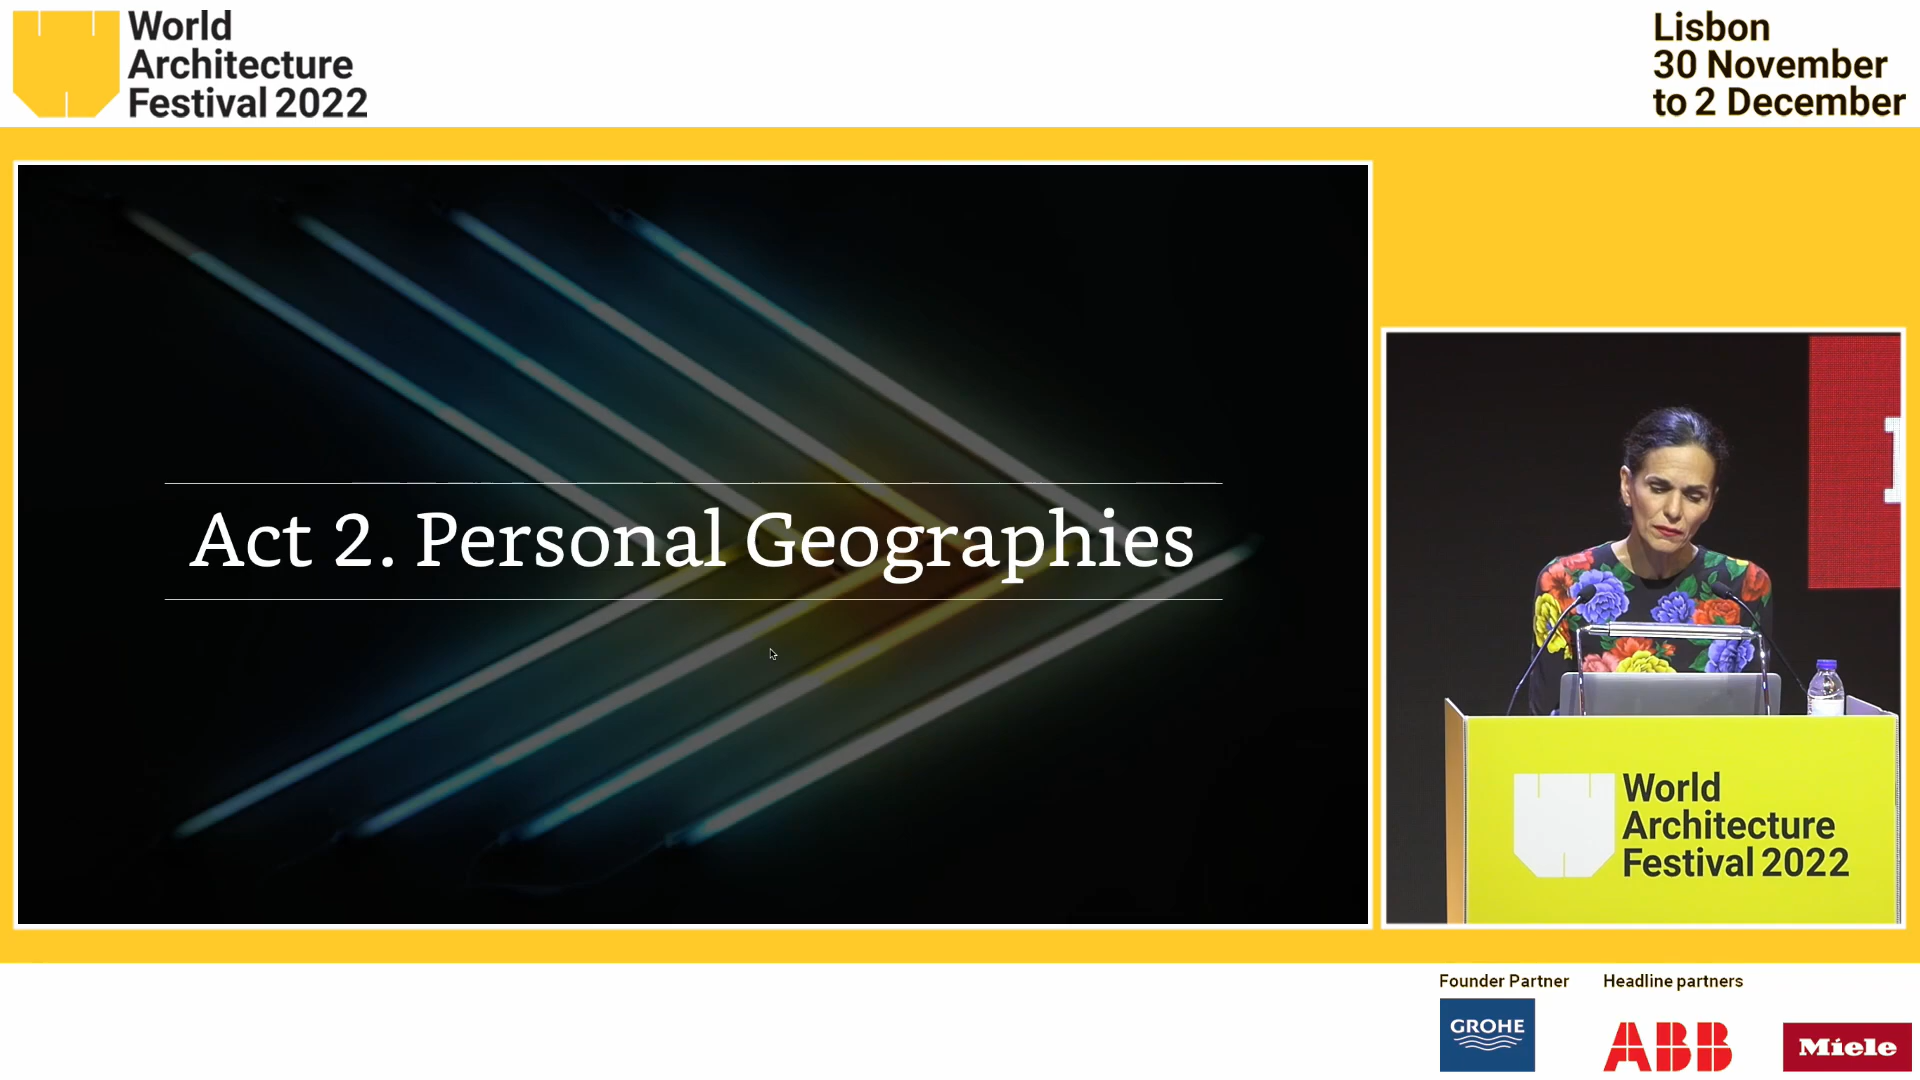 World
Architecture
Festival 2022
Lisbon
30 November
to 2 December
Act 2. Personal Geographies
World
Architecture
Festival 2022
Founder Partner
Headline partners
GROHE
ABB
Miele